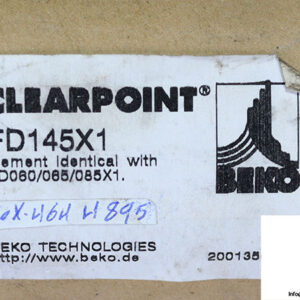 CLEARPOINT®
FD145X1
ement identical with
D060/065/085X1.
BEKO
BEKO TECHNOLOGIES
http://www.beko.de
200135